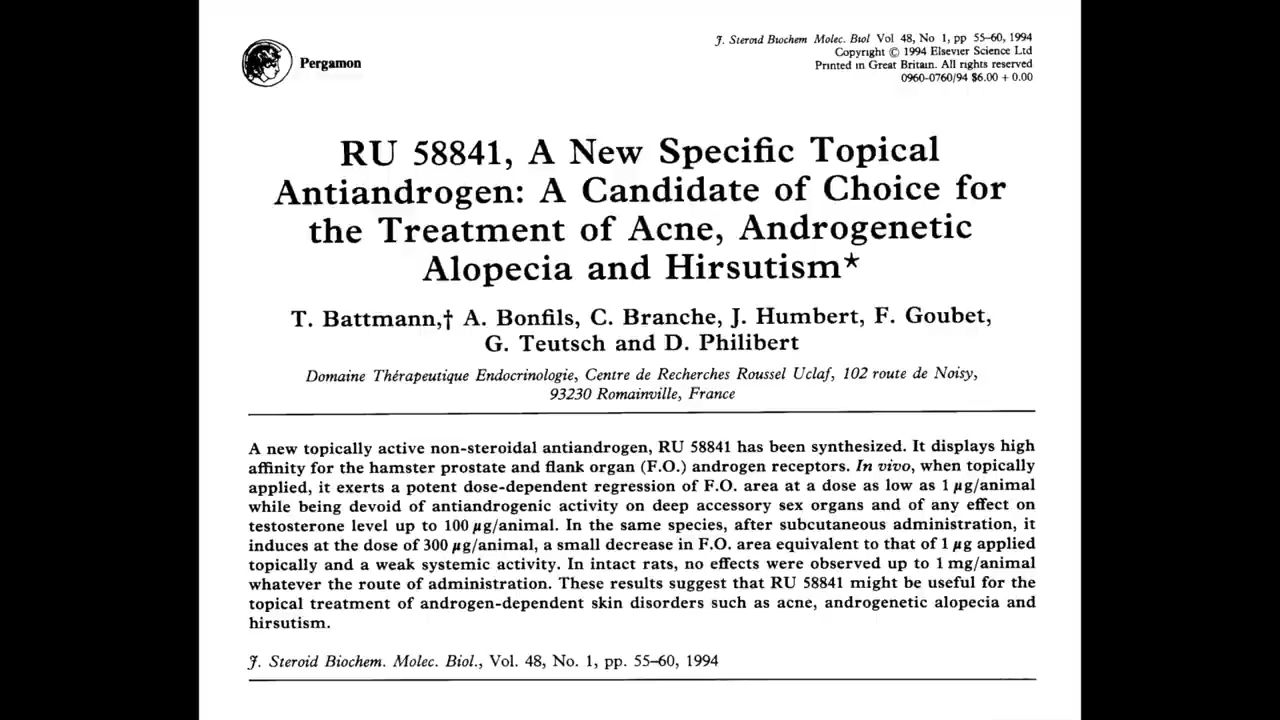 Pergamon
J. Steroid Biochem Molec. Biol Vol 48, No 1, pp 55–60, 1994
Copyright © 1994 Elsevier Science Ltd
Printed in Great Britain. All rights reserved
0960-0760/94 $6.00 + 0.00
RU 58841, A New Specific Topical
Antiandrogen: A Candidate of Choice for
the Treatment of Acne, Androgenetic
Alopecia and Hirsutism★
T. Battmann,† A. Bonfils, C. Branche, J. Humbert, F. Goubet,
G. Teutsch and D. Philibert
Domaine Thérapeutique Endocrinologie, Centre de Recherches Roussel Uclaf, 102 route de Noisy,
93230 Romainville, France
A new topically active non-steroidal antiandrogen, RU 58841 has been synthesized. It displays high
affinity for the hamster prostate and flank organ (F.O.) androgen receptors. In vivo, when topically
applied, it exerts a potent dose-dependent regression of F.O. area at a dose as low as 1 μg/animal
while being devoid of antiandrogenic activity on deep accessory sex organs and of any effect on
testosterone level up to 100 μg/animal. In the same species, after subcutaneous administration, it
induces at the dose of 300 μg/animal, a small decrease in F.O. area equivalent to that of 1 μg applied
topically and a weak systemic activity. In intact rats, no effects were observed up to 1 mg/animal
whatever the route of administration. These results suggest that RU 58841 might be useful for the
topical treatment of androgen-dependent skin disorders such as acne, androgenetic alopecia and
hirsutism.
J. Steroid Biochem. Molec. Biol., Vol. 48, No. 1, pp. 55–60, 1994